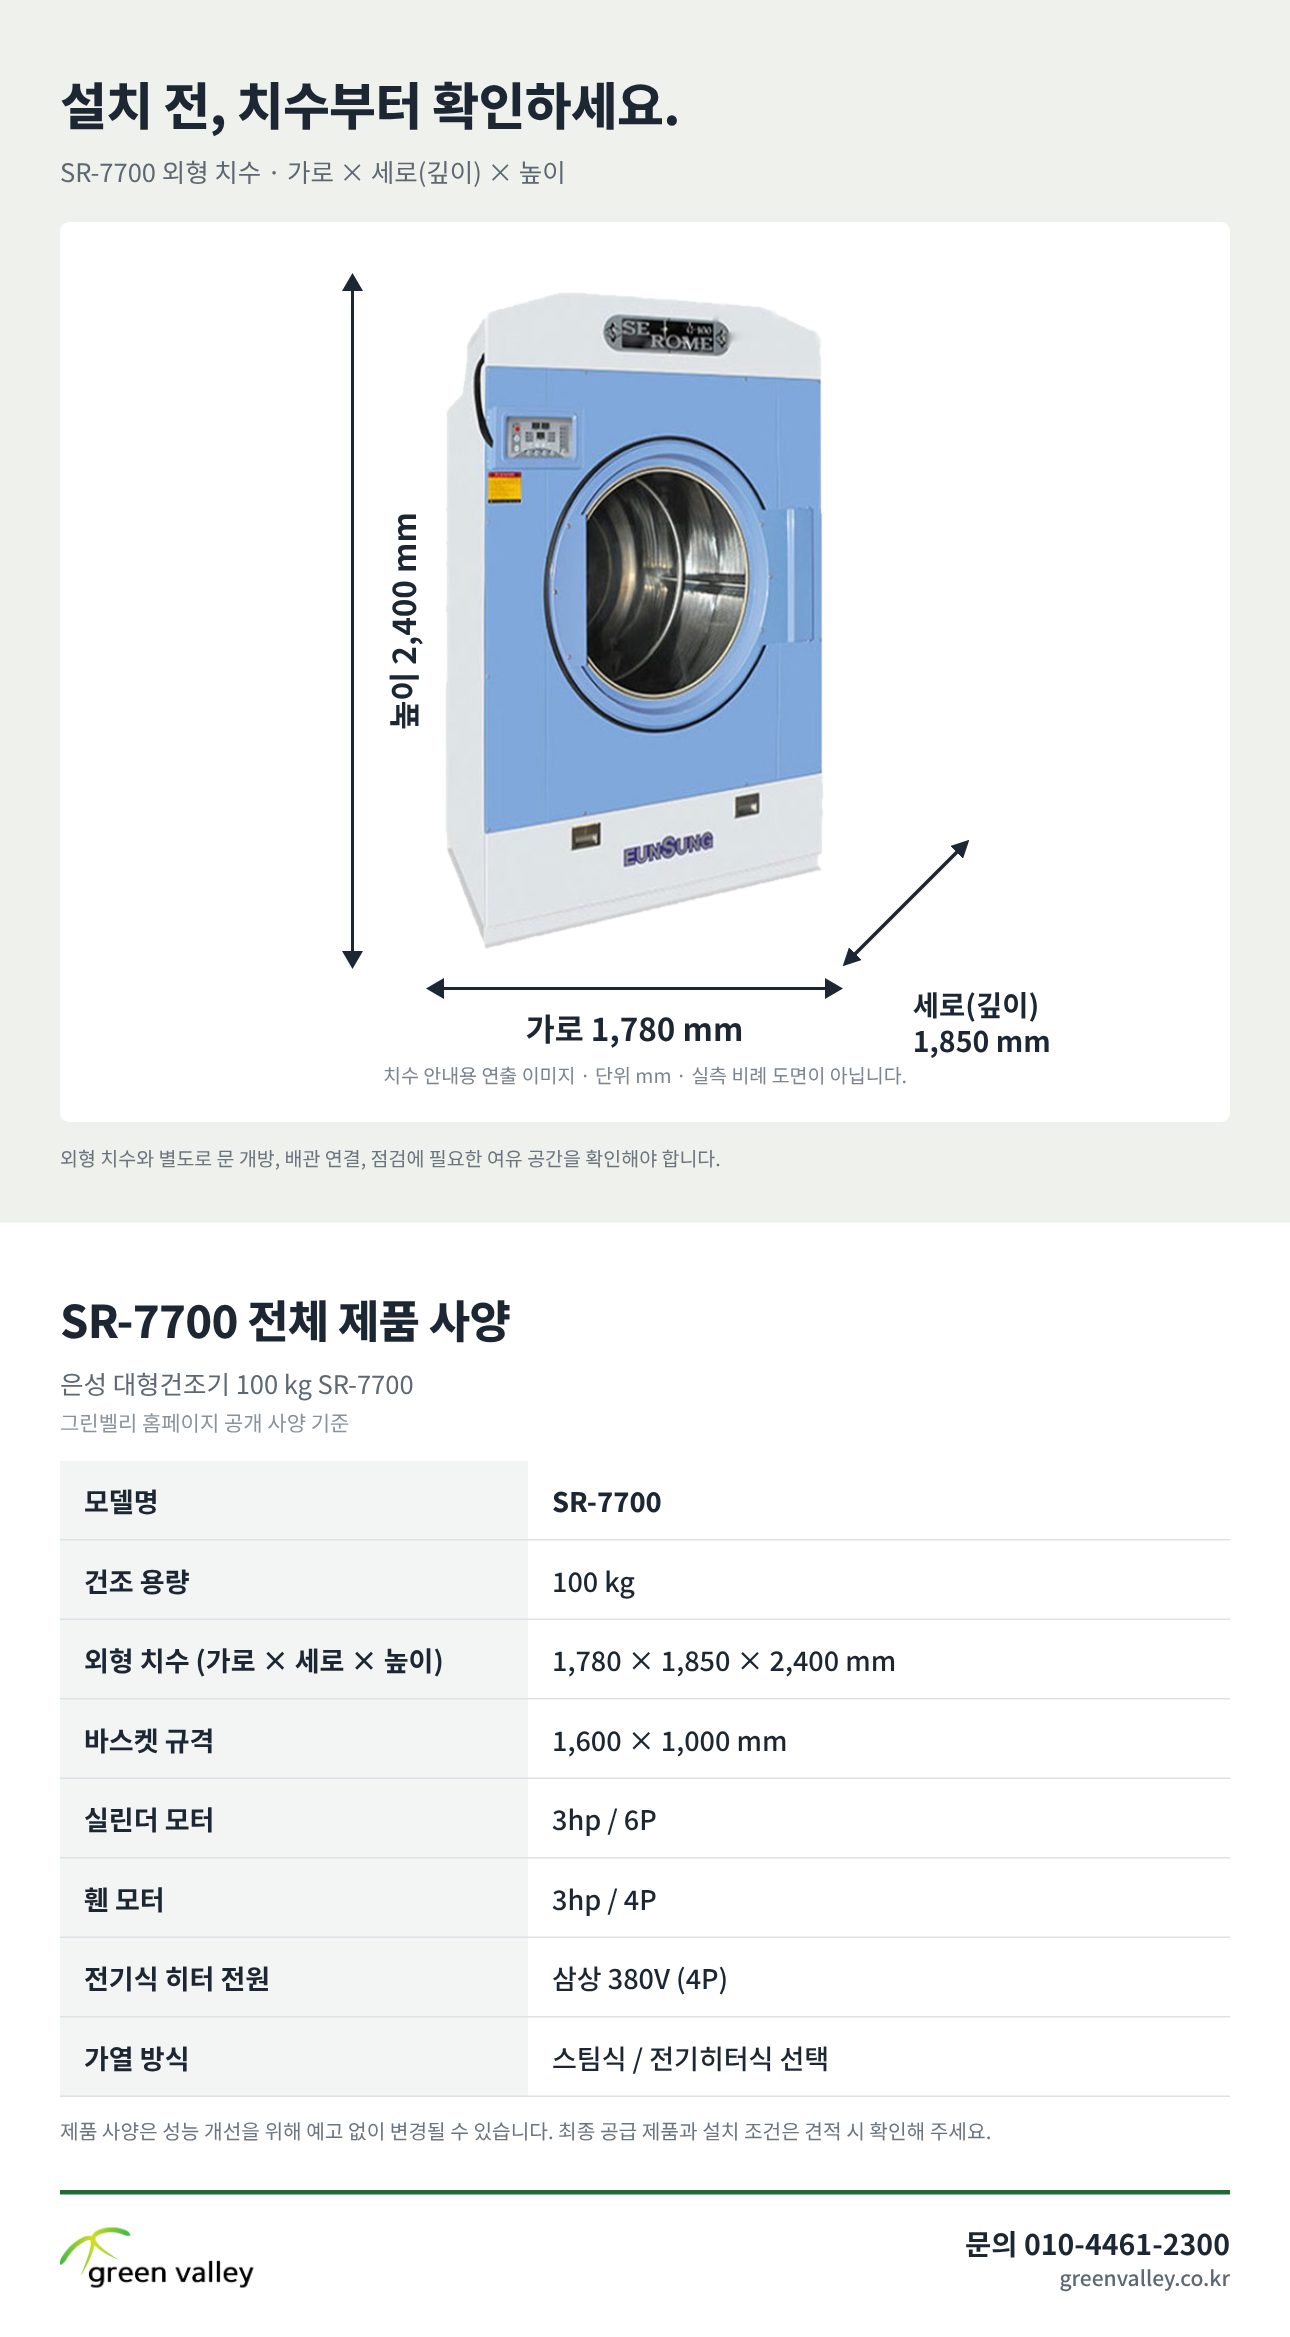 설치 전, 치수부터 확인하세요.
SR-7700 외형 치수 · 가로 × 세로(깊이) × 높이
SE
G-100
ROME
높이 2,400 mm
EUNSUNG
가로 1,780 mm
세로(깊이)
1,850 mm
치수 안내용 연출 이미지 · 단위 mm · 실측 비례 도면이 아닙니다.
외형 치수와 별도로 문 개방, 배관 연결, 점검에 필요한 여유 공간을 확인해야 합니다.
SR-7700 전체 제품 사양
은성 대형건조기 100 kg SR-7700
그린벨리 홈페이지 공개 사양 기준
모델명 SR-7700
건조 용량 100 kg
외형 치수 (가로 × 세로 × 높이) 1,780 × 1,850 × 2,400 mm
바스켓 규격 1,600 × 1,000 mm
실린더 모터 3hp / 6P
휀 모터 3hp / 4P
전기식 히터 전원 삼상 380V (4P)
가열 방식 스팀식 / 전기히터식 선택
제품 사양은 성능 개선을 위해 예고 없이 변경될 수 있습니다. 최종 공급 제품과 설치 조건은 견적 시 확인해 주세요.
green valley
문의 010-4461-2300
greenvalley.co.kr